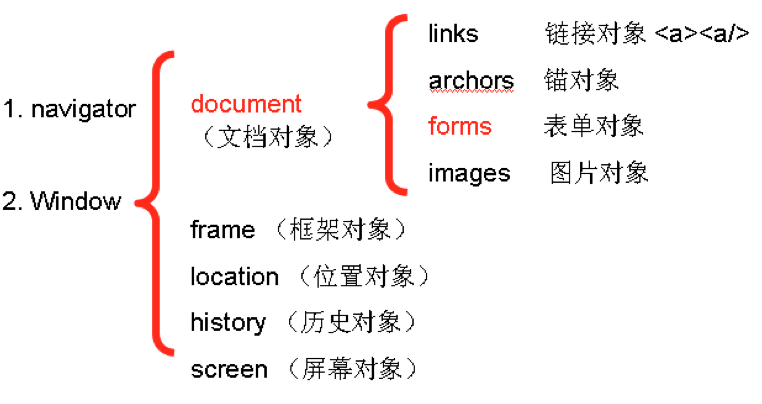 1. navigator
2. Window
document
（文档对象）
links 链接对象 <a><a/>
archors 锚对象
forms 表单对象
images 图片对象
frame （框架对象）
location （位置对象）
history （历史对象）
screen （屏幕对象）